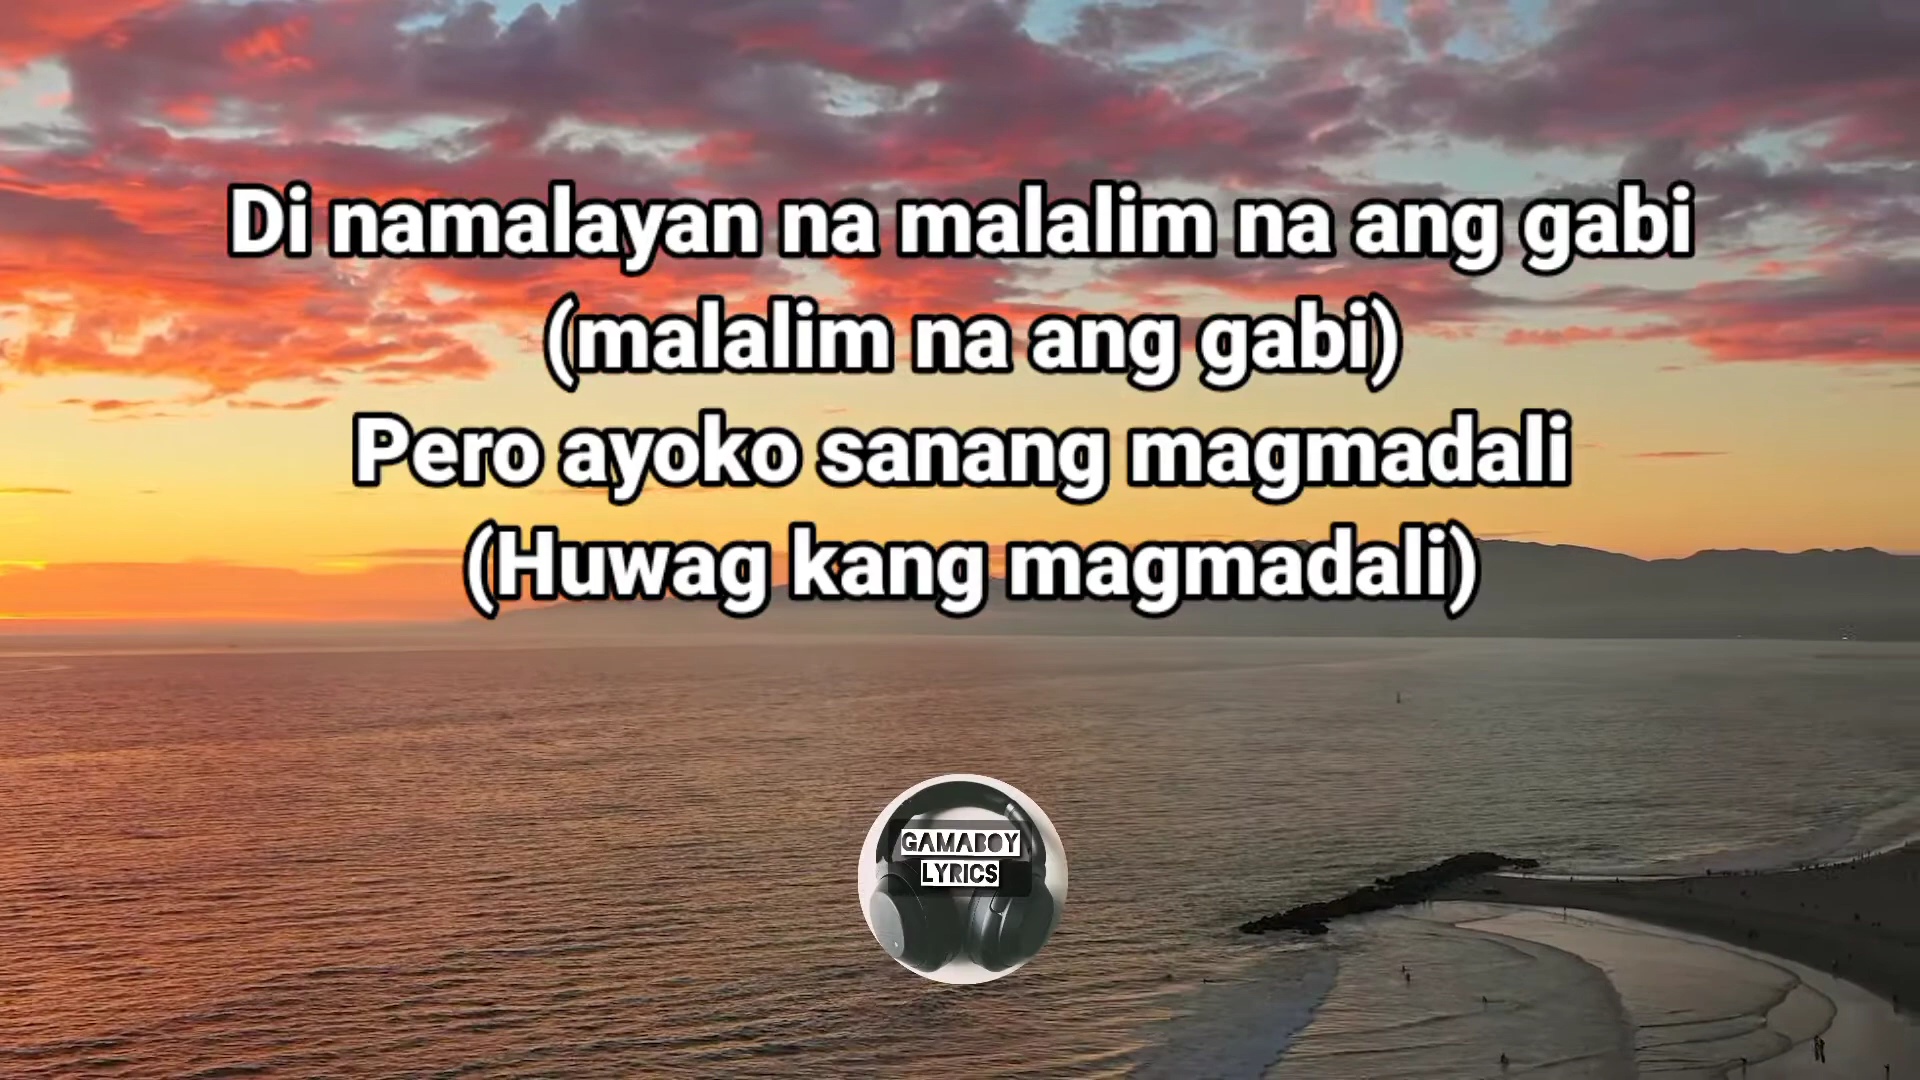 Di namalayan na malalim na ang gabi
(malalim na ang gabi)
Pero ayoko sanang magmadali
(Huwag kang magmadali)
GAMABOY
LYRICS